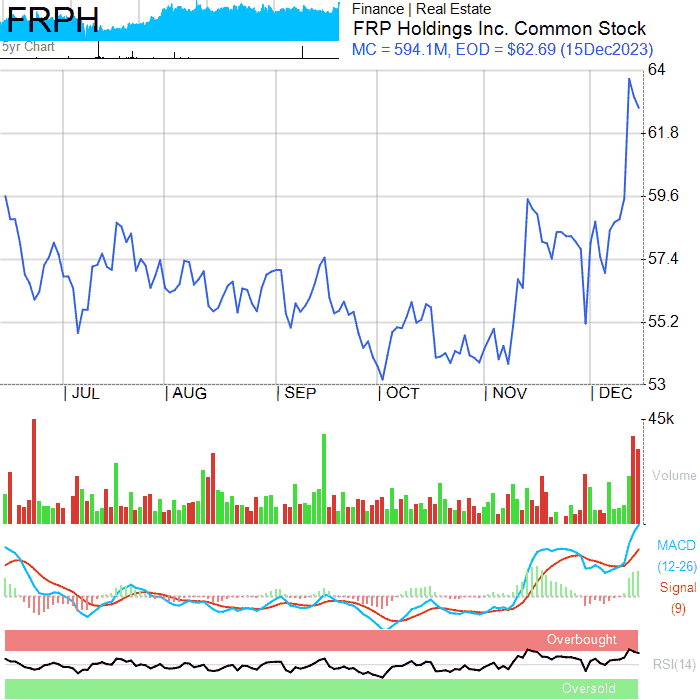 FRPH
5yr Chart
Finance | Real Estate
FRP Holdings Inc. Common Stock
MC = 594.1M, EOD = $62.69 (15Dec2023)
64
61.8
59.6
57.4
55.2
53
| JUL | AUG | SEP | OCT | NOV | DEC
45k
Volume
MACD
(12-26)
Signal
(9)
Overbought
RSI(14)
Oversold